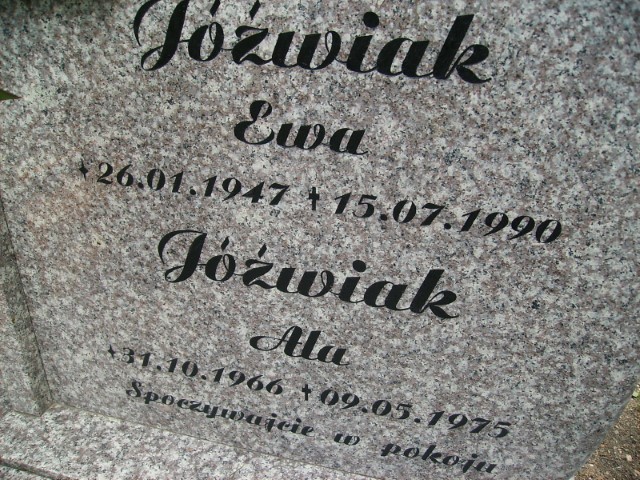 Jóźwiak
Ewa
+26.01.1947 †15.07.1990
Jóźwiak
Ala
+31.10.1966 †09.05.1975
Spoczywajcie w pokoju